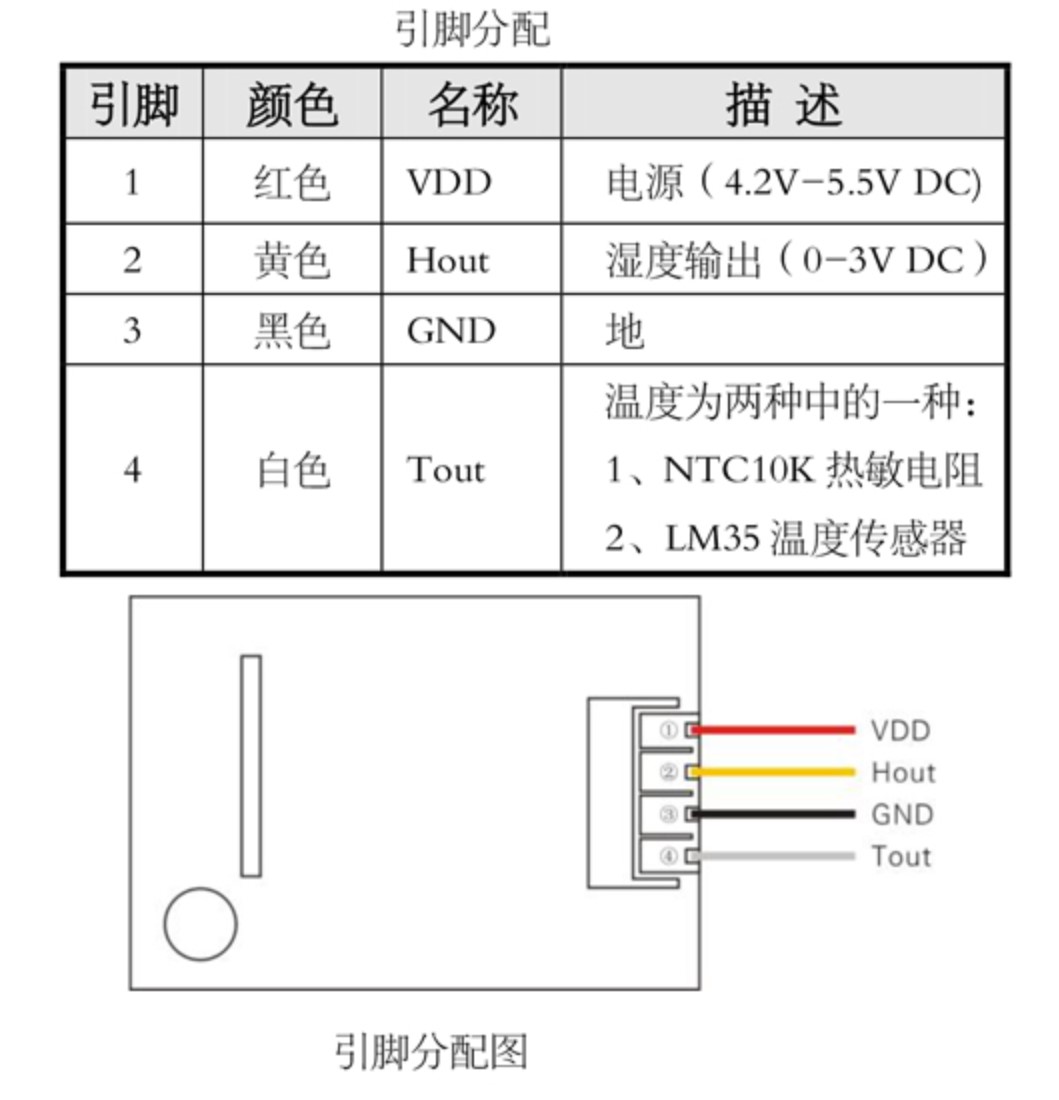 引脚分配
引脚 颜色 名称 描 述
1 红色 VDD 电源（4.2V-5.5V DC)
2 黄色 Hout 湿度输出（0-3V DC）
3 黑色 GND 地
4 白色 Tout 温度为两种中的一种：
1、NTC10K 热敏电阻
2、LM35 温度传感器
① VDD
② Hout
③ GND
④ Tout
引脚分配图